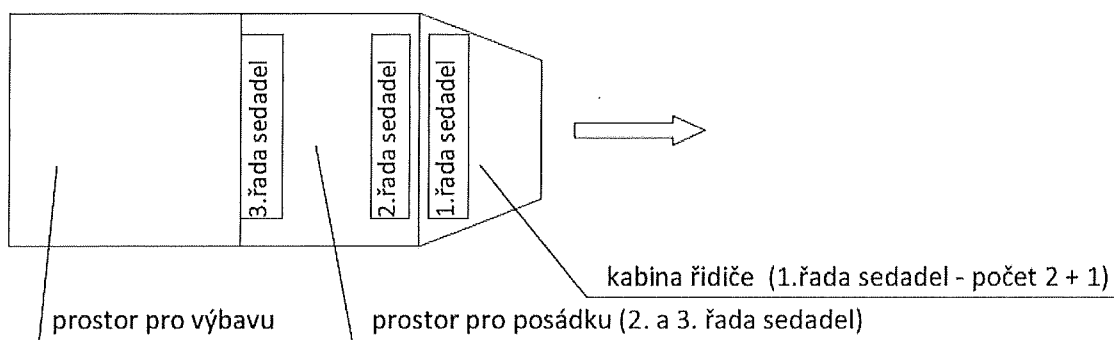 3.řada sedadel
2.řada sedadel
1.řada sedadel
kabina řidiče (1.řada sedadel - počet 2 + 1)
prostor pro výbavu
prostor pro posádku (2. a 3. řada sedadel)